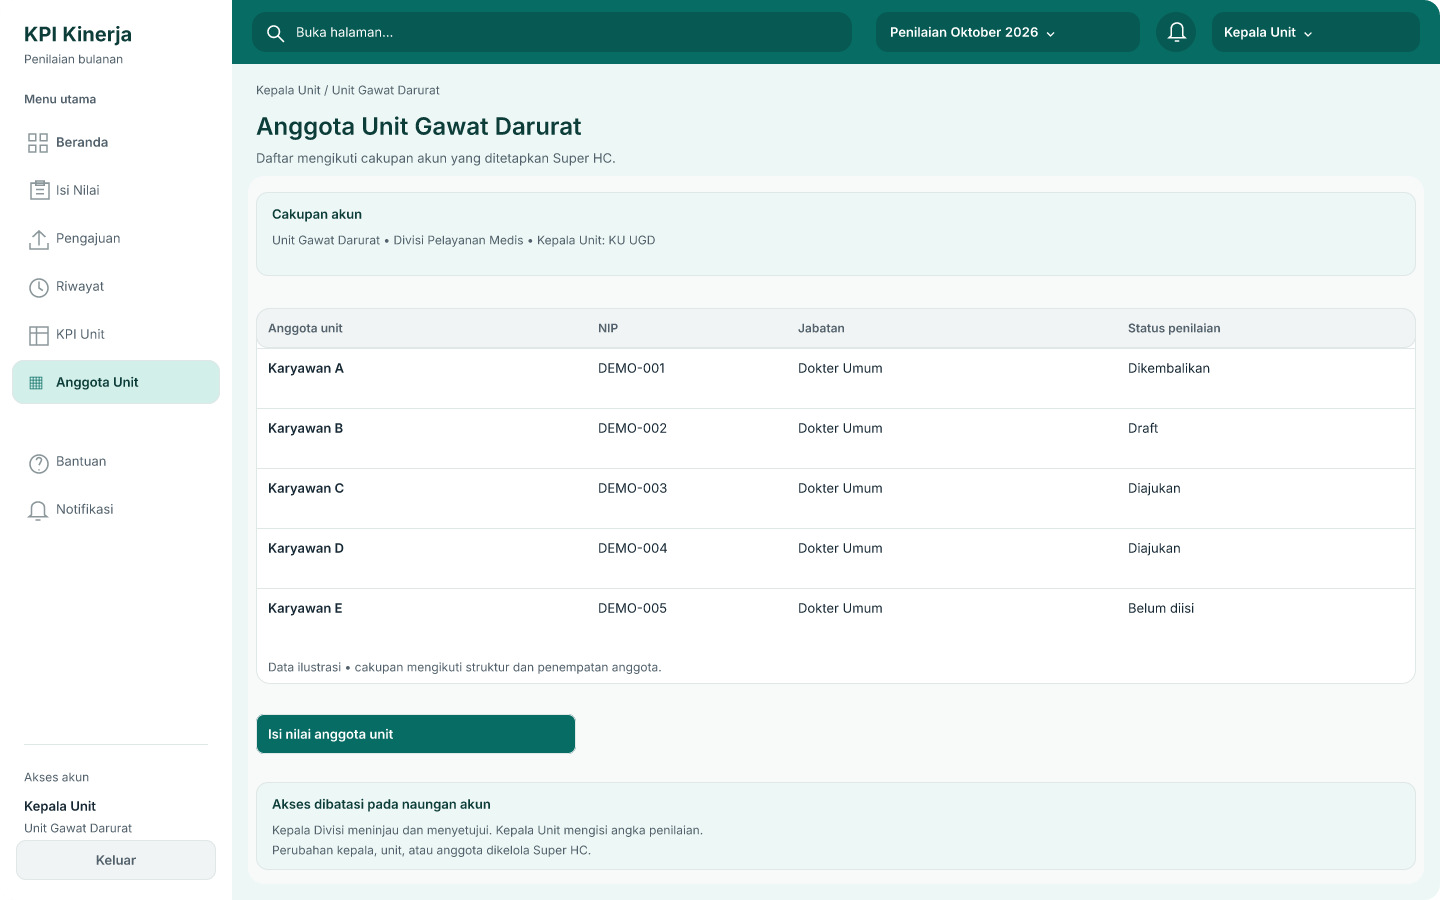 KPI Kinerja
Penilaian bulanan
Menu utama
Beranda
Isi Nilai
Pengajuan
Riwayat
KPI Unit
Anggota Unit
Bantuan
Notifikasi
Akses akun
Kepala Unit
Unit Gawat Darurat
Keluar
Buka halaman...
Penilaian Oktober 2026
Kepala Unit
Kepala Unit / Unit Gawat Darurat
Anggota Unit Gawat Darurat
Daftar mengikuti cakupan akun yang ditetapkan Super HC.
Cakupan akun
Unit Gawat Darurat • Divisi Pelayanan Medis • Kepala Unit: KU UGD
Anggota unit NIP Jabatan Status penilaian
Karyawan A DEMO-001 Dokter Umum Dikembalikan
Karyawan B DEMO-002 Dokter Umum Draft
Karyawan C DEMO-003 Dokter Umum Diajukan
Karyawan D DEMO-004 Dokter Umum Diajukan
Karyawan E DEMO-005 Dokter Umum Belum diisi
Data ilustrasi • cakupan mengikuti struktur dan penempatan anggota.
Isi nilai anggota unit
Akses dibatasi pada naungan akun
Kepala Divisi meninjau dan menyetujui. Kepala Unit mengisi angka penilaian.
Perubahan kepala, unit, atau anggota dikelola Super HC.